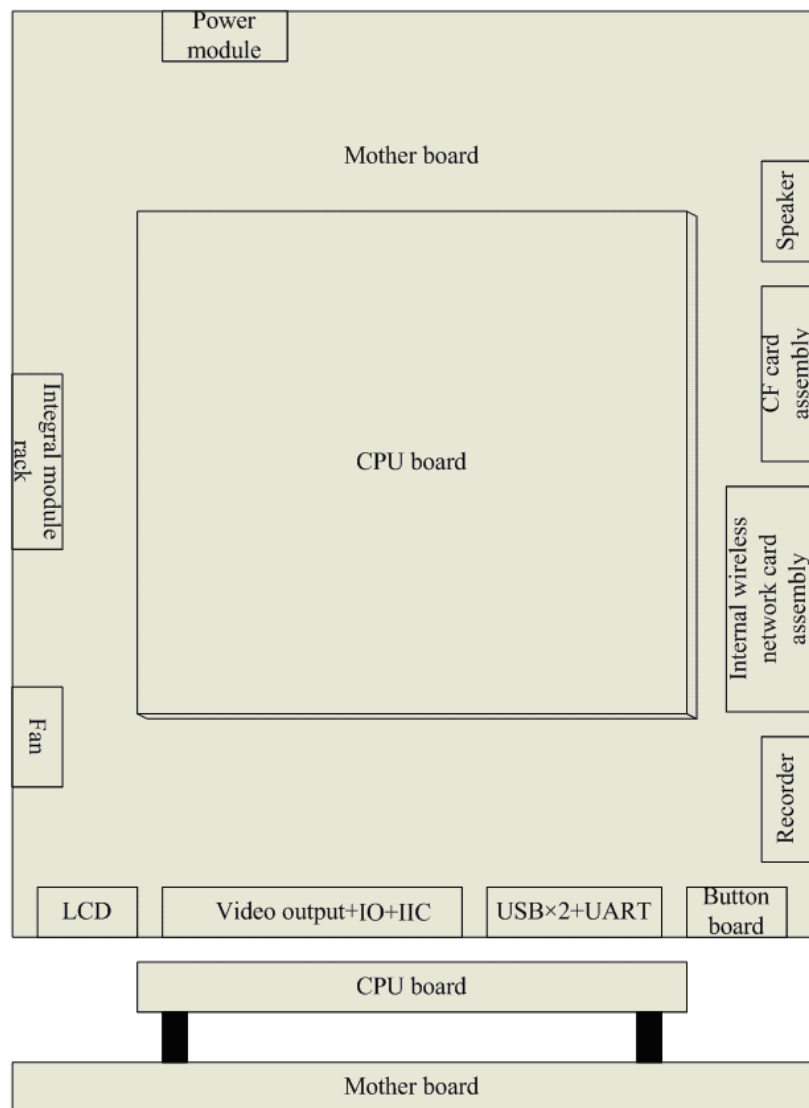 Power
module
Mother board
Speaker
CF card
assembly
Integral module
rack
CPU board
Internal wireless
network card
assembly
Fan
Recorder
LCD
Video output+IO+IIC
USB×2+UART
Button
board
CPU board
Mother board